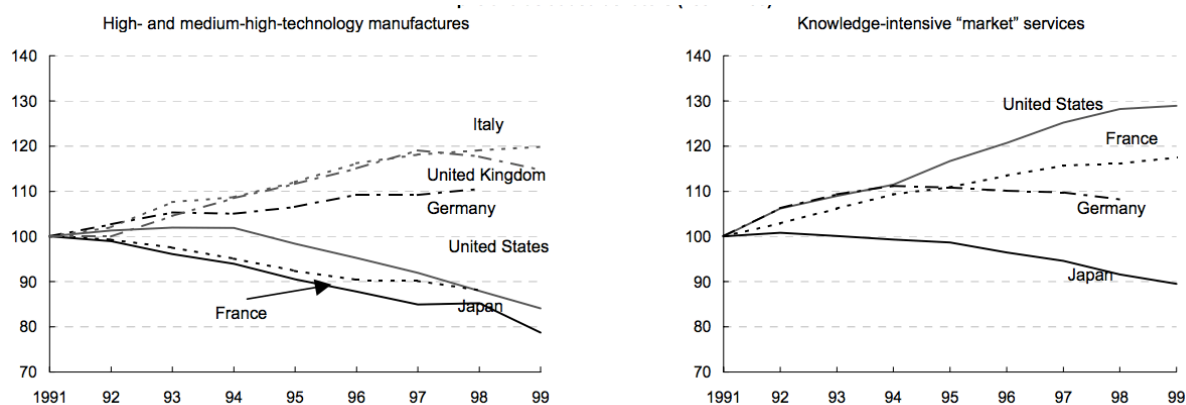 High- and medium-high-technology manufactures
140
130
120
110
100
90
80
70
1991 92 93 94 95 96 97 98 99
Italy
United Kingdom
Germany
United States
France
Japan
Knowledge-intensive “market” services
140
130
120
110
100
90
80
70
1991 92 93 94 95 96 97 98 99
United States
France
Germany
Japan